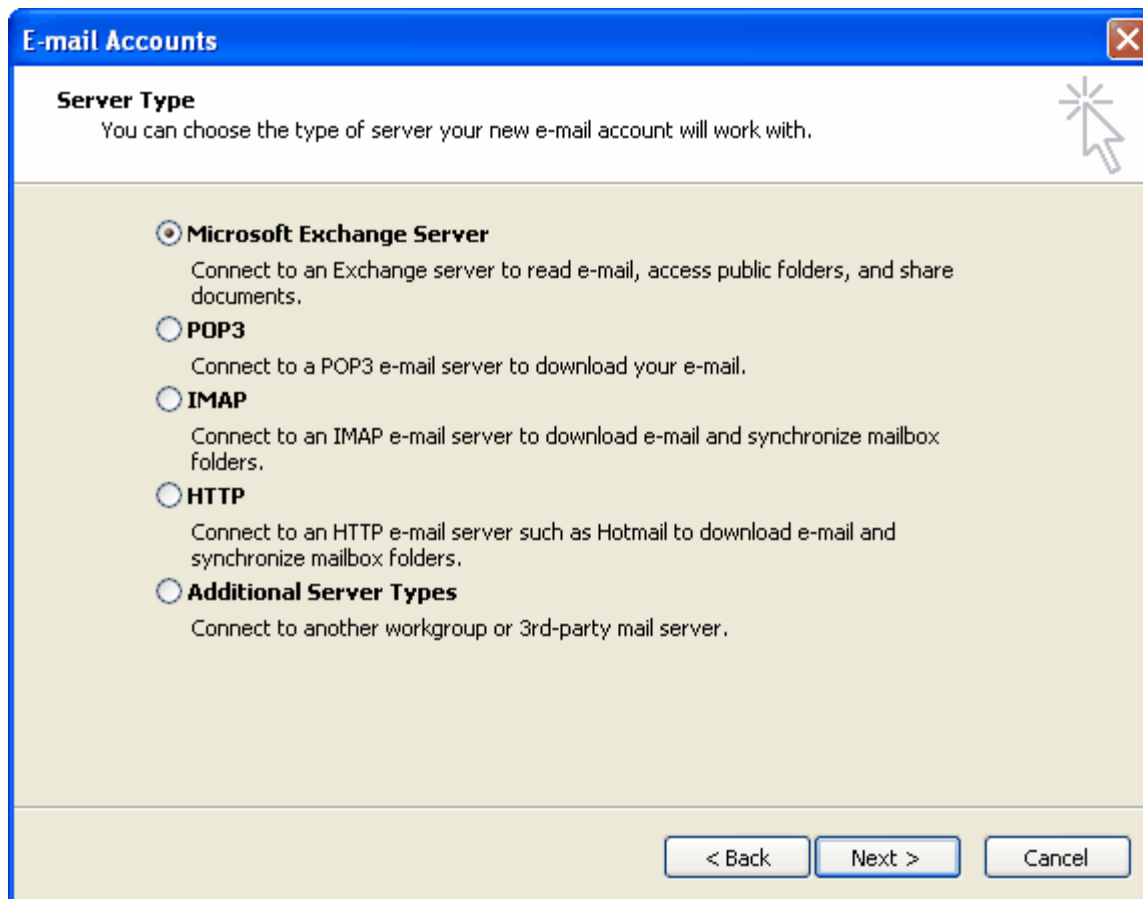 E-mail Accounts
Server Type
You can choose the type of server your new e-mail account will work with.
Microsoft Exchange Server
Connect to an Exchange server to read e-mail, access public folders, and share
documents.
POP3
Connect to a POP3 e-mail server to download your e-mail.
IMAP
Connect to an IMAP e-mail server to download e-mail and synchronize mailbox
folders.
HTTP
Connect to an HTTP e-mail server such as Hotmail to download e-mail and
synchronize mailbox folders.
Additional Server Types
Connect to another workgroup or 3rd-party mail server.
< Back Next > Cancel